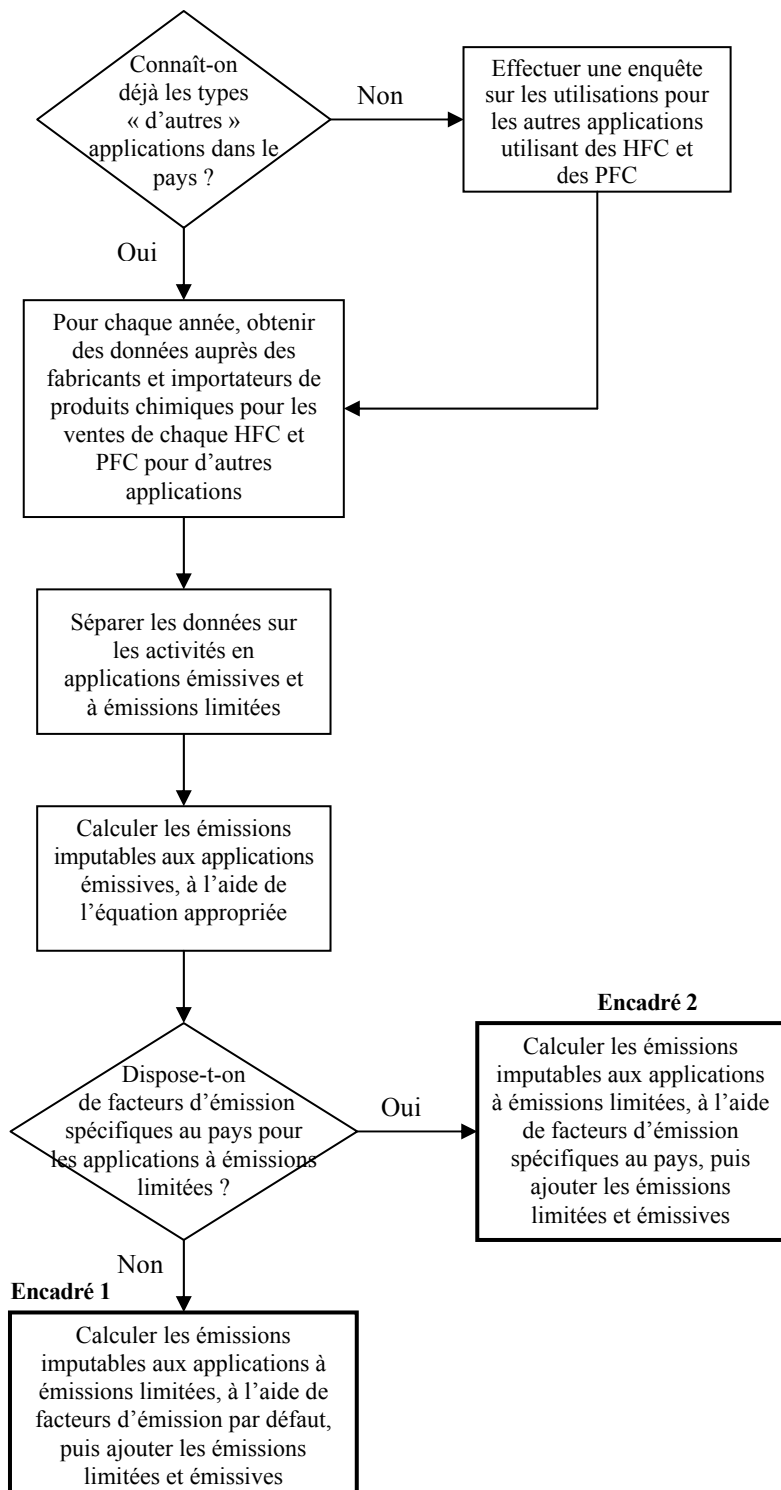 Connaît-on
déjà les types
« d’autres »
applications dans le
pays ?
Non
Effectuer une enquête
sur les utilisations pour
les autres applications
utilisant des HFC et
des PFC
Oui
Pour chaque année, obtenir
des données auprès des
fabricants et importateurs de
produits chimiques pour les
ventes de chaque HFC et
PFC pour d’autres
applications
Séparer les données sur
les activités en
applications émissives et
à émissions limitées
Calculer les émissions
imputables aux applications
émissives, à l’aide de
l’équation appropriée
Dispose-t-on
de facteurs d’émission
spécifiques au pays pour
les applications à émissions
limitées ?
Oui
Encadré 2
Calculer les émissions
imputables aux applications
à émissions limitées, à l’aide
de facteurs d’émission
spécifiques au pays, puis
ajouter les émissions
limitées et émissives
Non
Encadré 1
Calculer les émissions
imputables aux applications à
émissions limitées, à l’aide de
facteurs d’émission par défaut,
puis ajouter les émissions
limitées et émissives